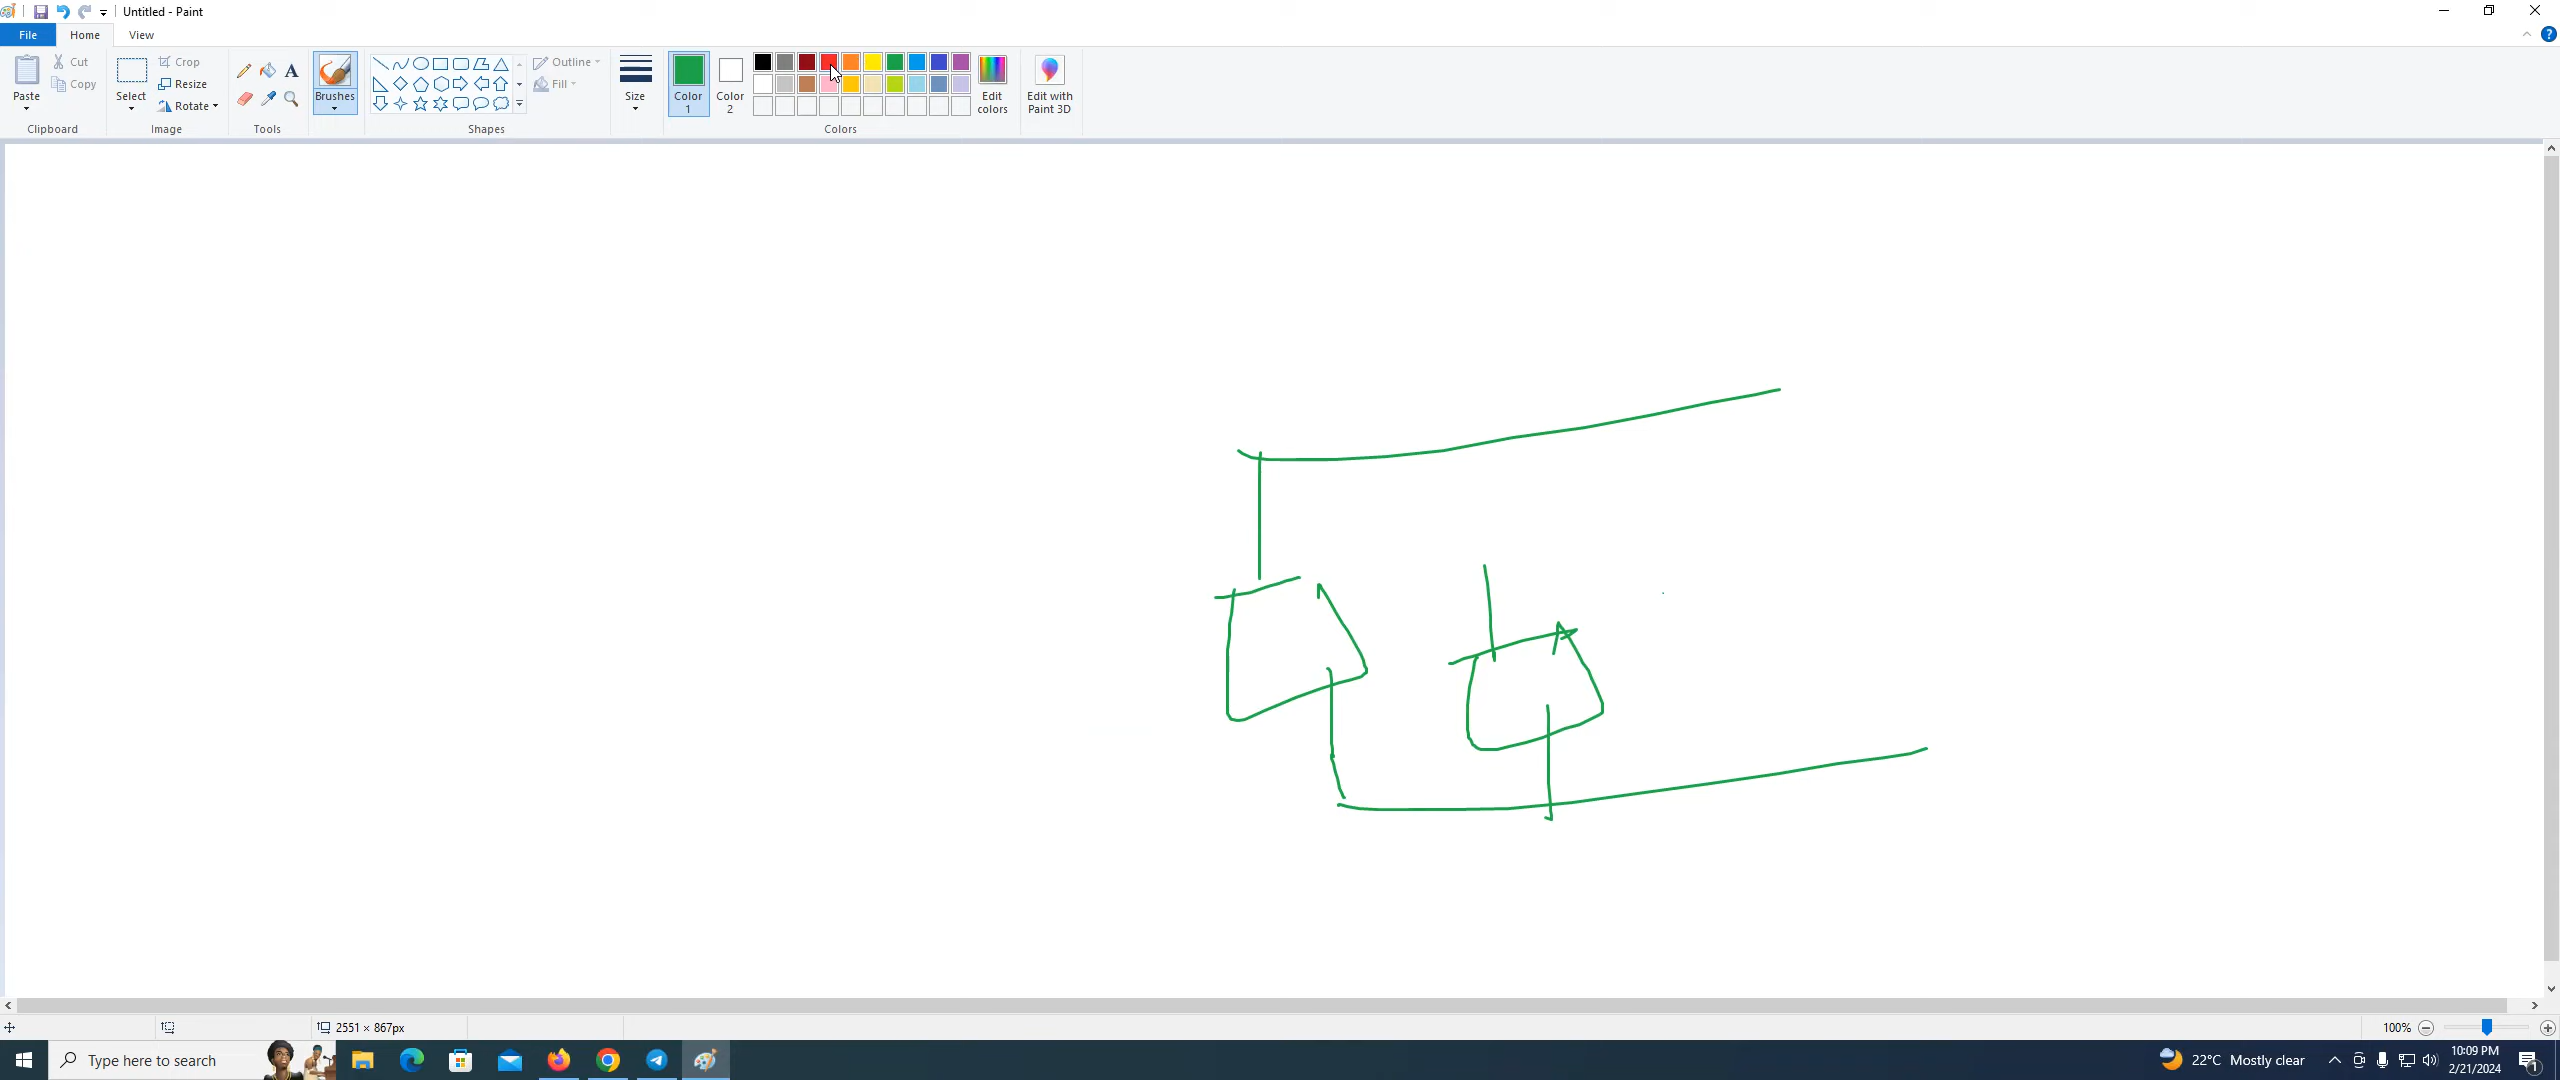 Untitled - Paint
File Home View
Paste
Cut
Copy
Clipboard
Select
Crop
Resize
Rotate
Image
A
Tools
Brushes
Outline
Fill
Shapes
Size
Color 1
Color 2
Edit colors
Colors
Edit with Paint 3D
2551 × 867px
100%
Type here to search
22°C Mostly clear
10:09 PM
2/21/2024
1